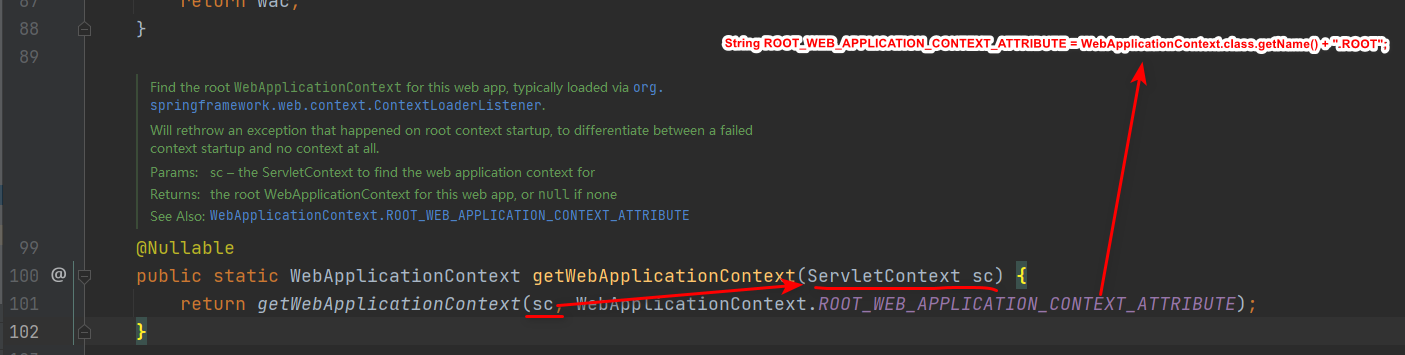 87 return wac;
88 }
String ROOT_WEB_APPLICATION_CONTEXT_ATTRIBUTE = WebApplicationContext.class.getName() + ".ROOT";
89
Find the root WebApplicationContext for this web app, typically loaded via org.
springframework.web.context.ContextLoaderListener.
Will rethrow an exception that happened on root context startup, to differentiate between a failed
context startup and no context at all.
Params: sc – the ServletContext to find the web application context for
Returns: the root WebApplicationContext for this web app, or null if none
See Also: WebApplicationContext.ROOT_WEB_APPLICATION_CONTEXT_ATTRIBUTE
99 @Nullable
100 @ public static WebApplicationContext getWebApplicationContext(ServletContext sc) {
101 return getWebApplicationContext(sc, WebApplicationContext.ROOT_WEB_APPLICATION_CONTEXT_ATTRIBUTE);
102 }